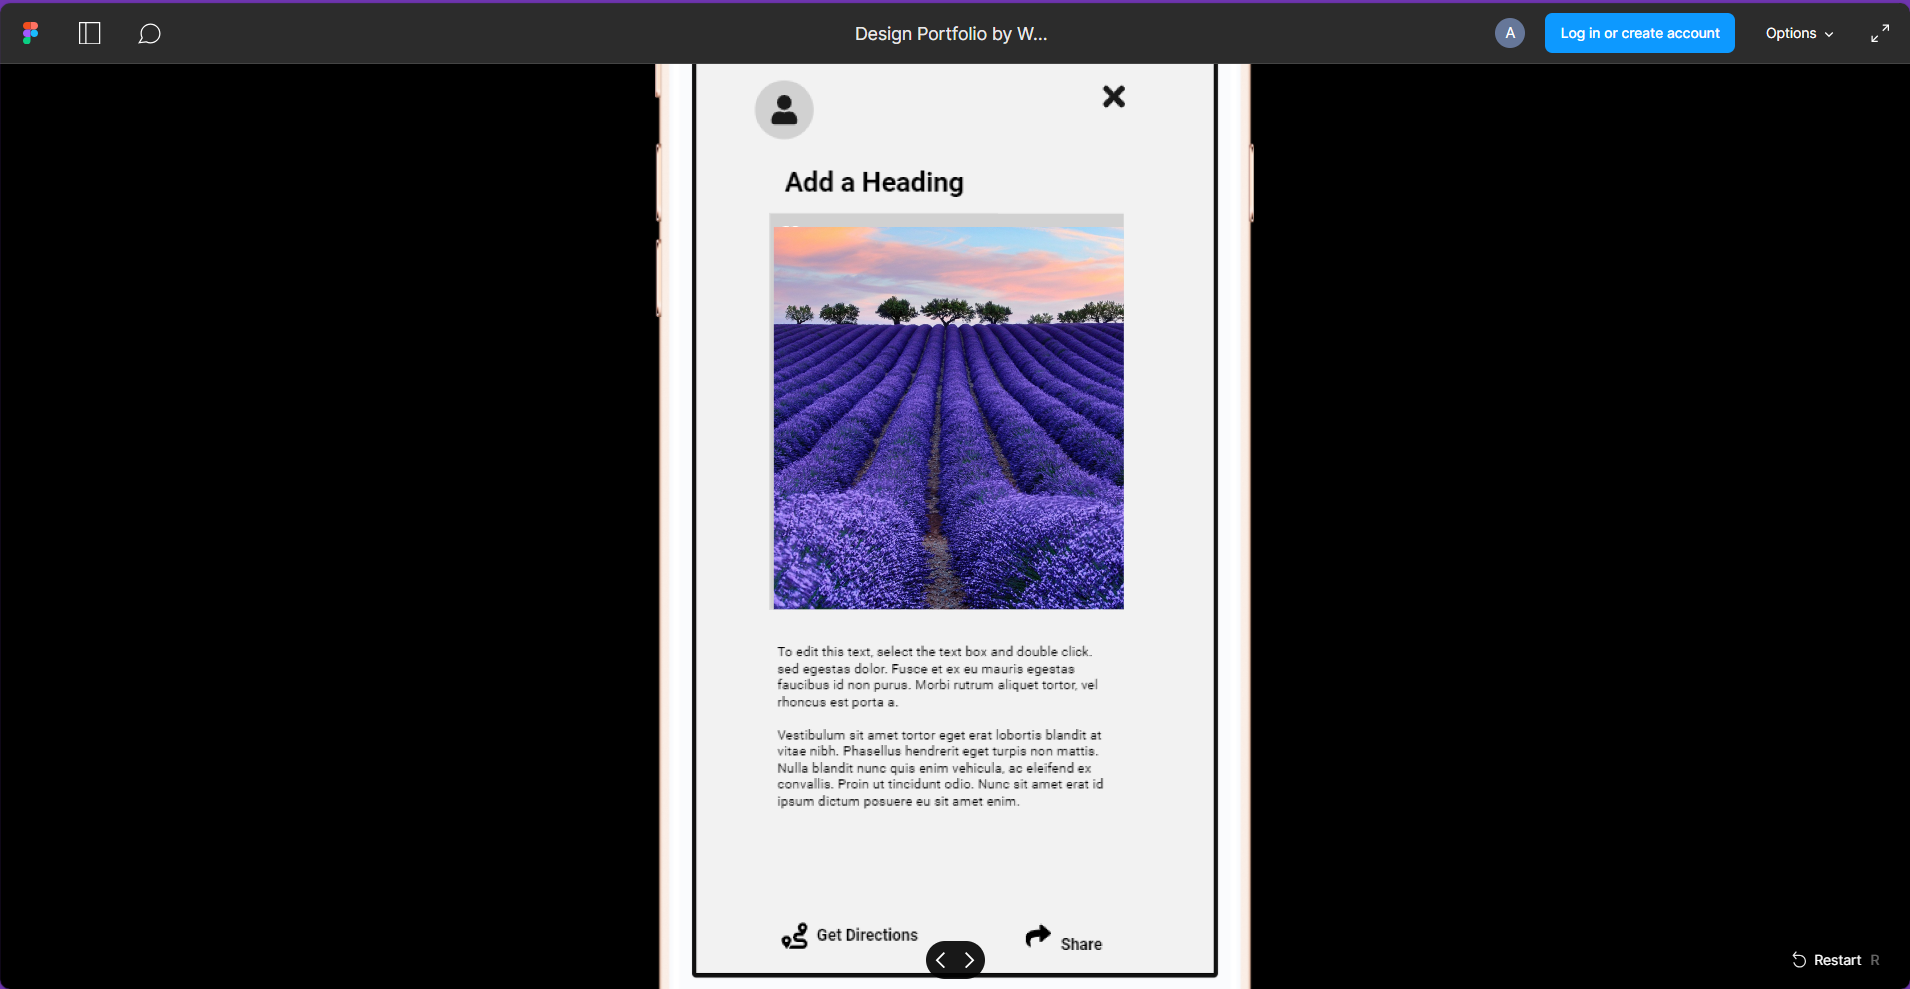 Design Portfolio by W...
A
Log in or create account
Options
Add a Heading
To edit this text, select the text box and double click.
sed egestas dolor. Fusce et ex eu mauris egestas
faucibus id non purus. Morbi rutrum aliquet tortor, vel
rhoncus est porta a.
Vestibulum sit amet tortor eget erat lobortis blandit at
vitae nibh. Phasellus hendrerit eget turpis non mattis.
Nulla blandit nunc quis enim vehicula, ac eleifend ex
convallis. Proin ut tincidunt odio. Nunc sit amet erat id
ipsum dictum posuere eu sit amet enim.
Get Directions
Share
Restart R